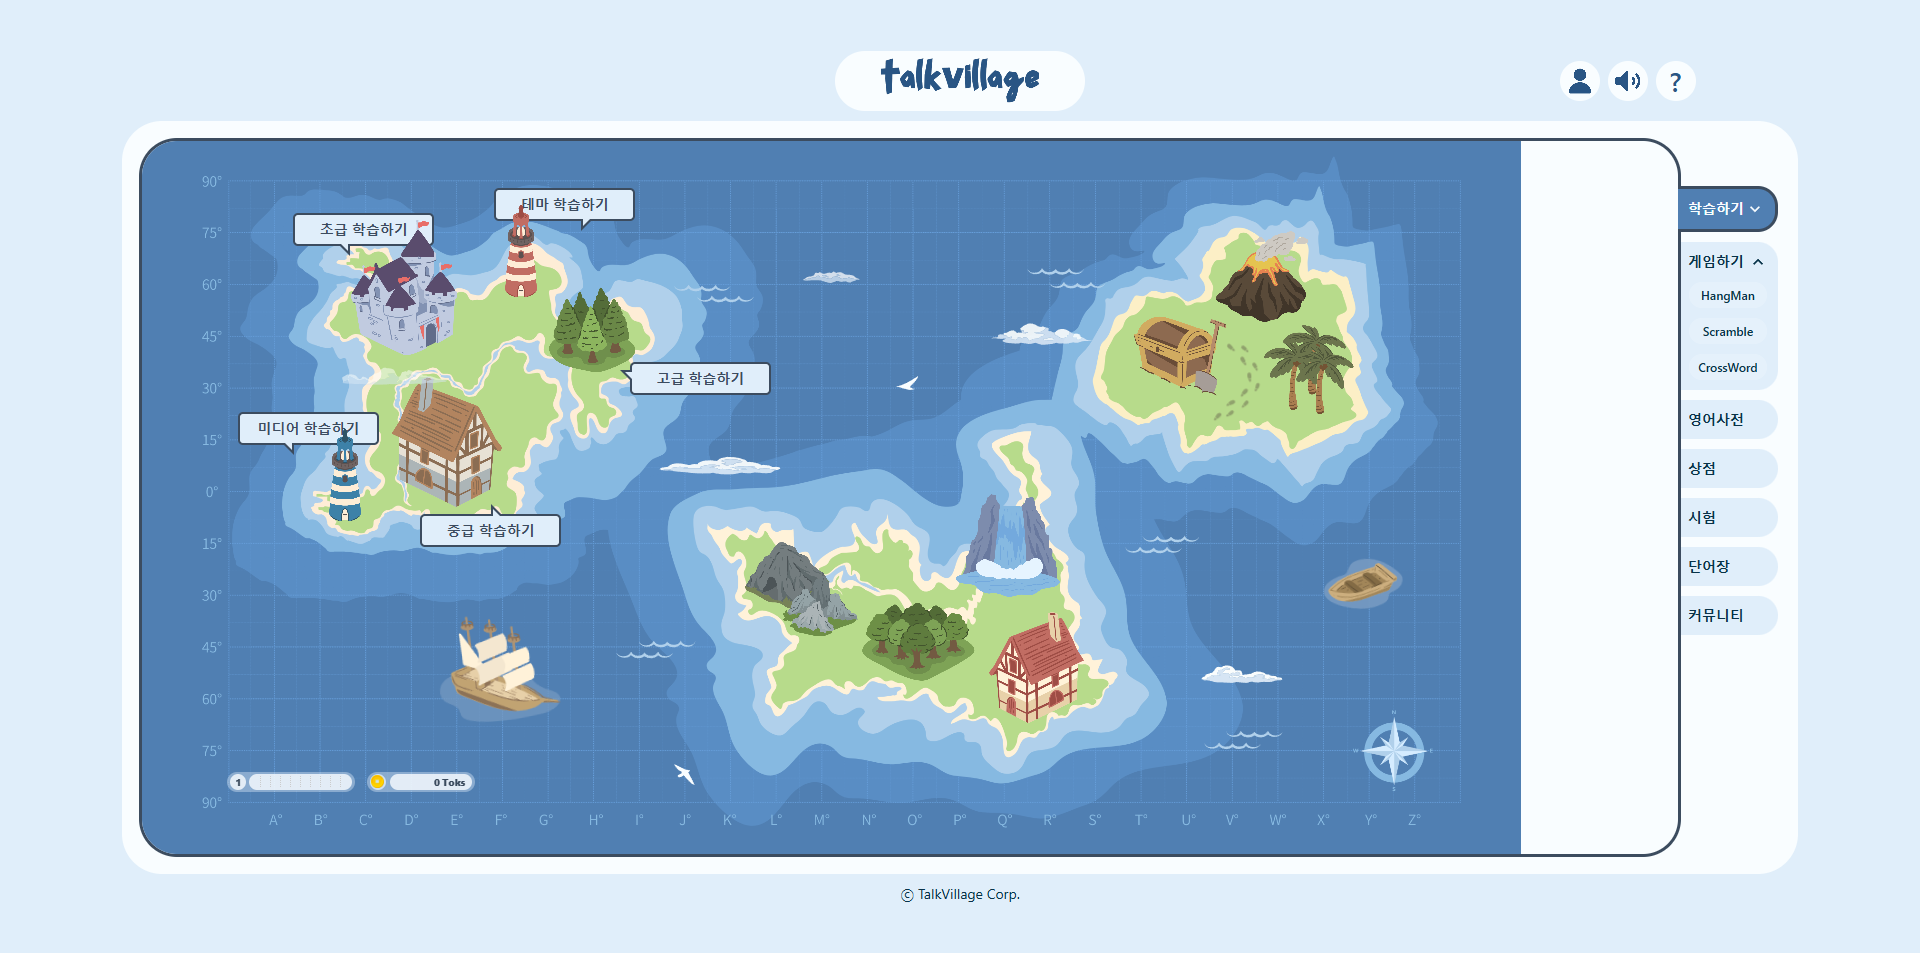 talkvillage
?
테마 학습하기
초급 학습하기
고급 학습하기
미디어 학습하기
중급 학습하기
90°
75°
60°
45°
30°
15°
0°
15°
30°
45°
60°
75°
90°
A° B° C° D° E° F° G° H° I° J° K° L° M° N° O° P° Q° R° S° T° U° V° W° X° Y° Z°
1
0 Toks
N
W E
S
학습하기
게임하기
HangMan
Scramble
CrossWord
영어사전
상점
시험
단어장
커뮤니티
ⓒ TalkVillage Corp.